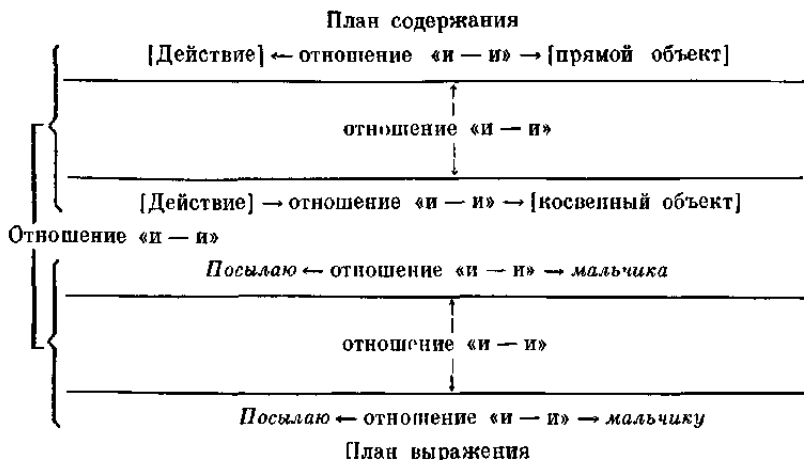 План содержания
[Действие] ← отношение «и — и» → [прямой объект]
отношение «и — и»
[Действие] → отношение «и — и» → [косвенный объект]
Отношение «и — и»
Посылаю ← отношение «и — и» → мальчика
отношение «и — и»
Посылаю ← отношение «и — и» → мальчику
План выражения